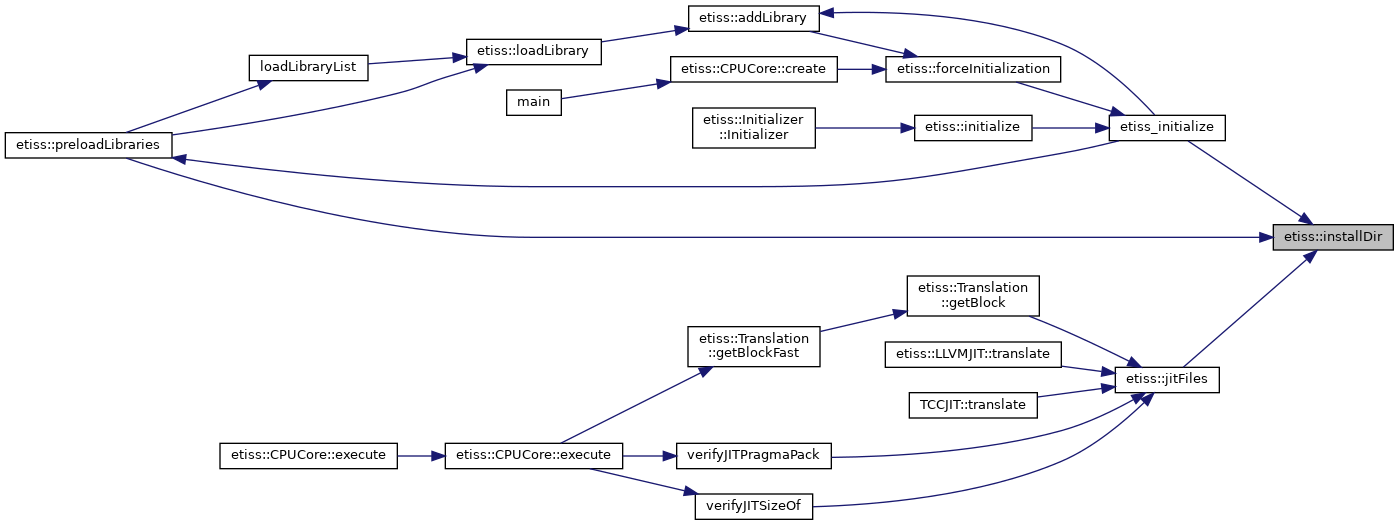 etiss::addLibrary
etiss::loadLibrary
loadLibraryList
etiss::CPUCore::create
etiss::forceInitialization
main
etiss::Initializer
::Initializer
etiss::initialize
etiss_initialize
etiss::preloadLibraries
etiss::installDir
etiss::Translation
::getBlock
etiss::Translation
::getBlockFast
etiss::LLVMJIT::translate
etiss::jitFiles
TCCJIT::translate
etiss::CPUCore::execute
etiss::CPUCore::execute
verifyJITPragmaPack
verifyJITSizeOf